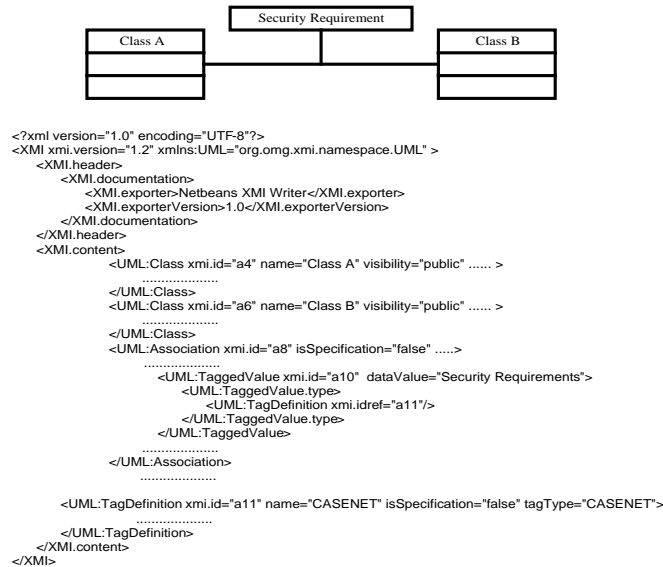 Security Requirement
Class A
Class B
<?xml version="1.0" encoding="UTF-8"?>
<XMI xmi.version="1.2" xmlns:UML="org.omg.xmi.namespace.UML" >
<XMI.header>
<XMI.documentation>
<XMI.exporter>Netbeans XMI Writer</XMI.exporter>
<XMI.exporterVersion>1.0</XMI.exporterVersion>
</XMI.documentation>
</XMI.header>
<XMI.content>
<UML:Class xmi.id="a4" name="Class A" visibility="public" ...... >
....................
</UML:Class>
<UML:Class xmi.id="a6" name="Class B" visibility="public" ...... >
....................
</UML:Class>
<UML:Association xmi.id="a8" isSpecification="false" .....>
....................
<UML:TaggedValue xmi.id="a10" dataValue="Security Requirements">
<UML:TaggedValue.type>
<UML:TagDefinition xmi.idref="a11"/>
</UML:TaggedValue.type>
</UML:TaggedValue>
....................
</UML:Association>
....................
<UML:TagDefinition xmi.id="a11" name="CASENET" isSpecification="false" tagType="CASENET">
....................
</UML:TagDefinition>
</XMI.content>
</XMI>